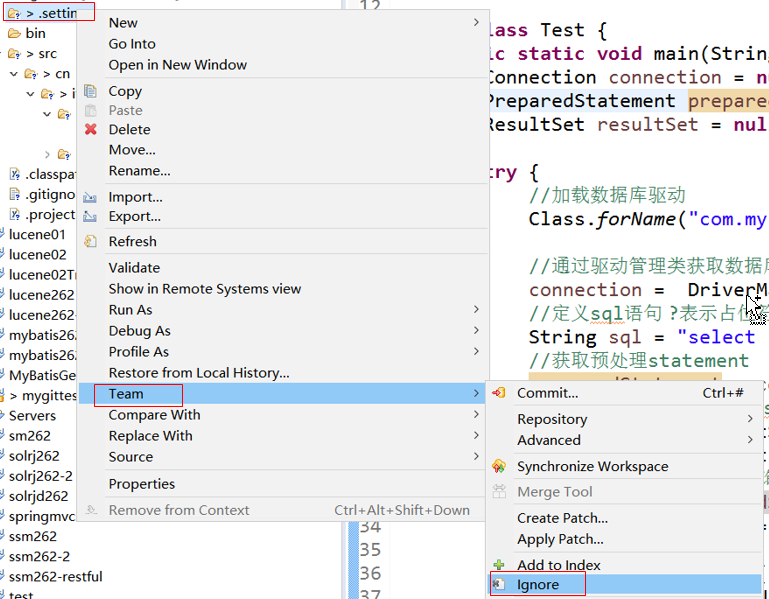 > .settin
bin
> src
> cn
> i
.classpa
.gitigno
.project
lucene01
lucene02
lucene02Tr
lucene262
lucene262-
mybatis262
mybatis262
MyBatisGe
> mygittes
Servers
sm262
solrj262
solrj262-2
solrjd262
springmvc
ssm262
ssm262-2
ssm262-restful
test
New
Go Into
Open in New Window
Copy
Paste
Delete
Move...
Rename...
Import...
Export...
Refresh
Validate
Show in Remote Systems view
Run As
Debug As
Profile As
Restore from Local History...
Team
Compare With
Replace With
Source
Properties
Remove from Context Ctrl+Alt+Shift+Down
Commit... Ctrl+#
Repository
Advanced
Synchronize Workspace
Merge Tool
Create Patch...
Apply Patch...
Add to Index
Ignore
12
lass Test {
ic static void main(Strin
Connection connection = n
PreparedStatement prepare
ResultSet resultSet = nul
try {
//加载数据库驱动
Class.forName("com.my
//通过驱动管理类获取数据库
connection = DriverM
//定义sql语句 ?表示占位符
String sql = "select
//获取预处理statement
34
35
36
37